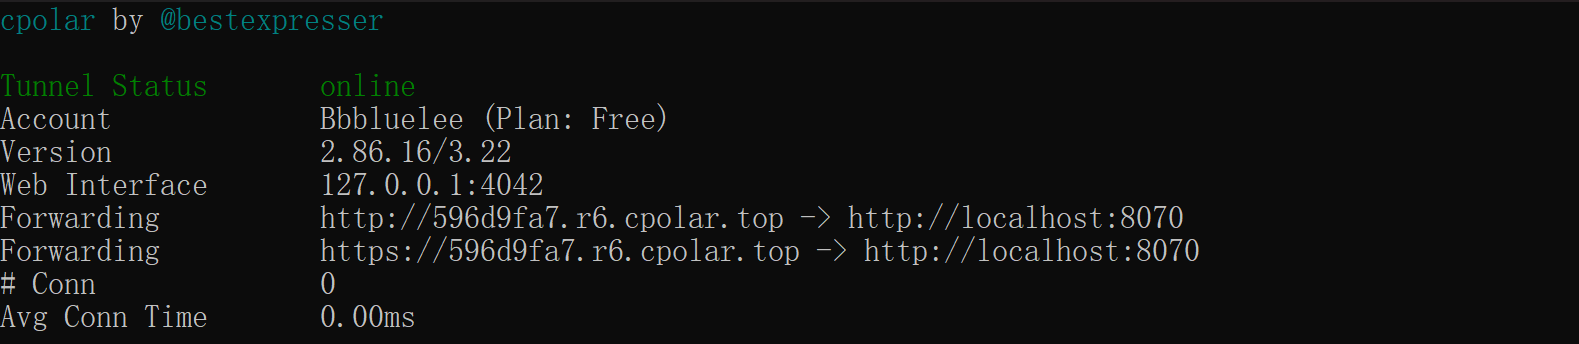 cpolar by @bestexpresser
Tunnel Status online
Account Bbbluelee (Plan: Free)
Version 2.86.16/3.22
Web Interface 127.0.0.1:4042
Forwarding http://596d9fa7.r6.cpolar.top -> http://localhost:8070
Forwarding https://596d9fa7.r6.cpolar.top -> http://localhost:8070
# Conn 0
Avg Conn Time 0.00ms